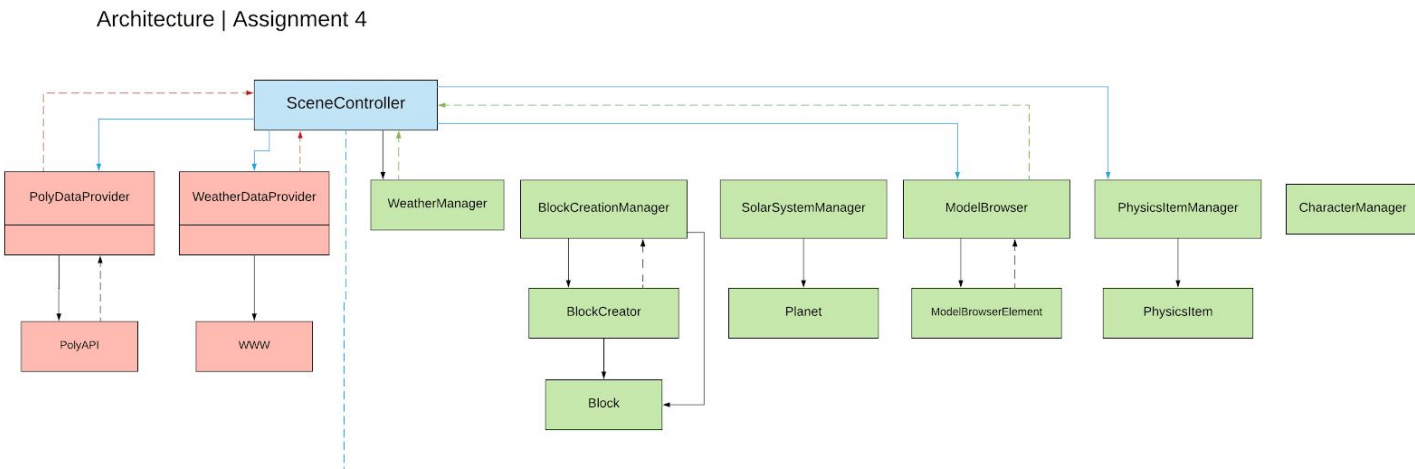 Architecture | Assignment 4
SceneController
PolyDataProvider
WeatherDataProvider
WeatherManager
BlockCreationManager
SolarSystemManager
ModelBrowser
PhysicsItemManager
CharacterManager
BlockCreator
Planet
ModelBrowserElement
PhysicsItem
PolyAPI
WWW
Block